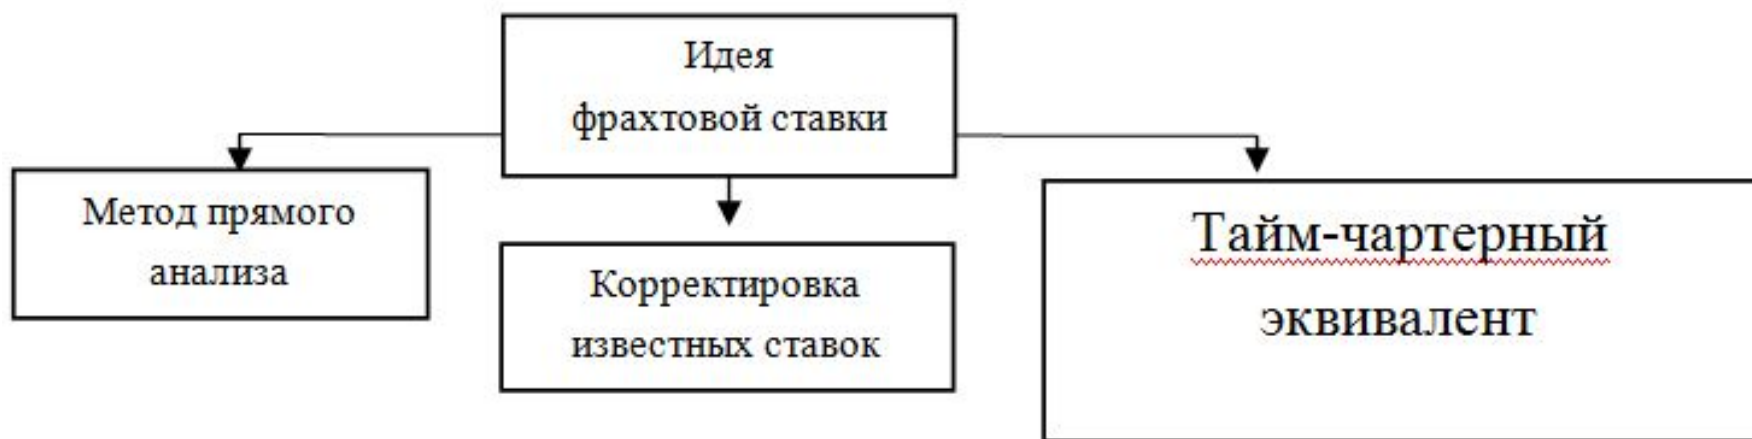 Идея
фрахтовой ставки
Метод прямого
анализа
Корректировка
известных ставок
Тайм-чартерный
эквивалент